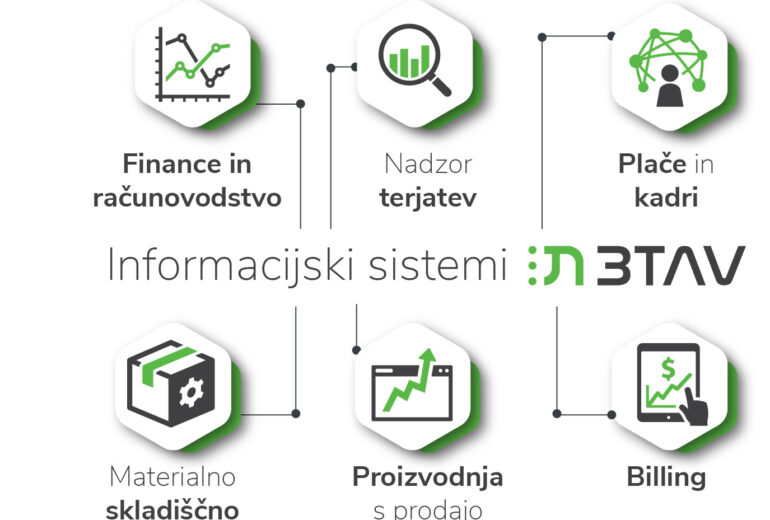 Finance in
računovodstvo
Nadzor
terjatev
Plače in
kadri
Informacijski sistemi 3TAV
$
Materialno
skladiščno
Proizvodnja
s prodajo
Billing